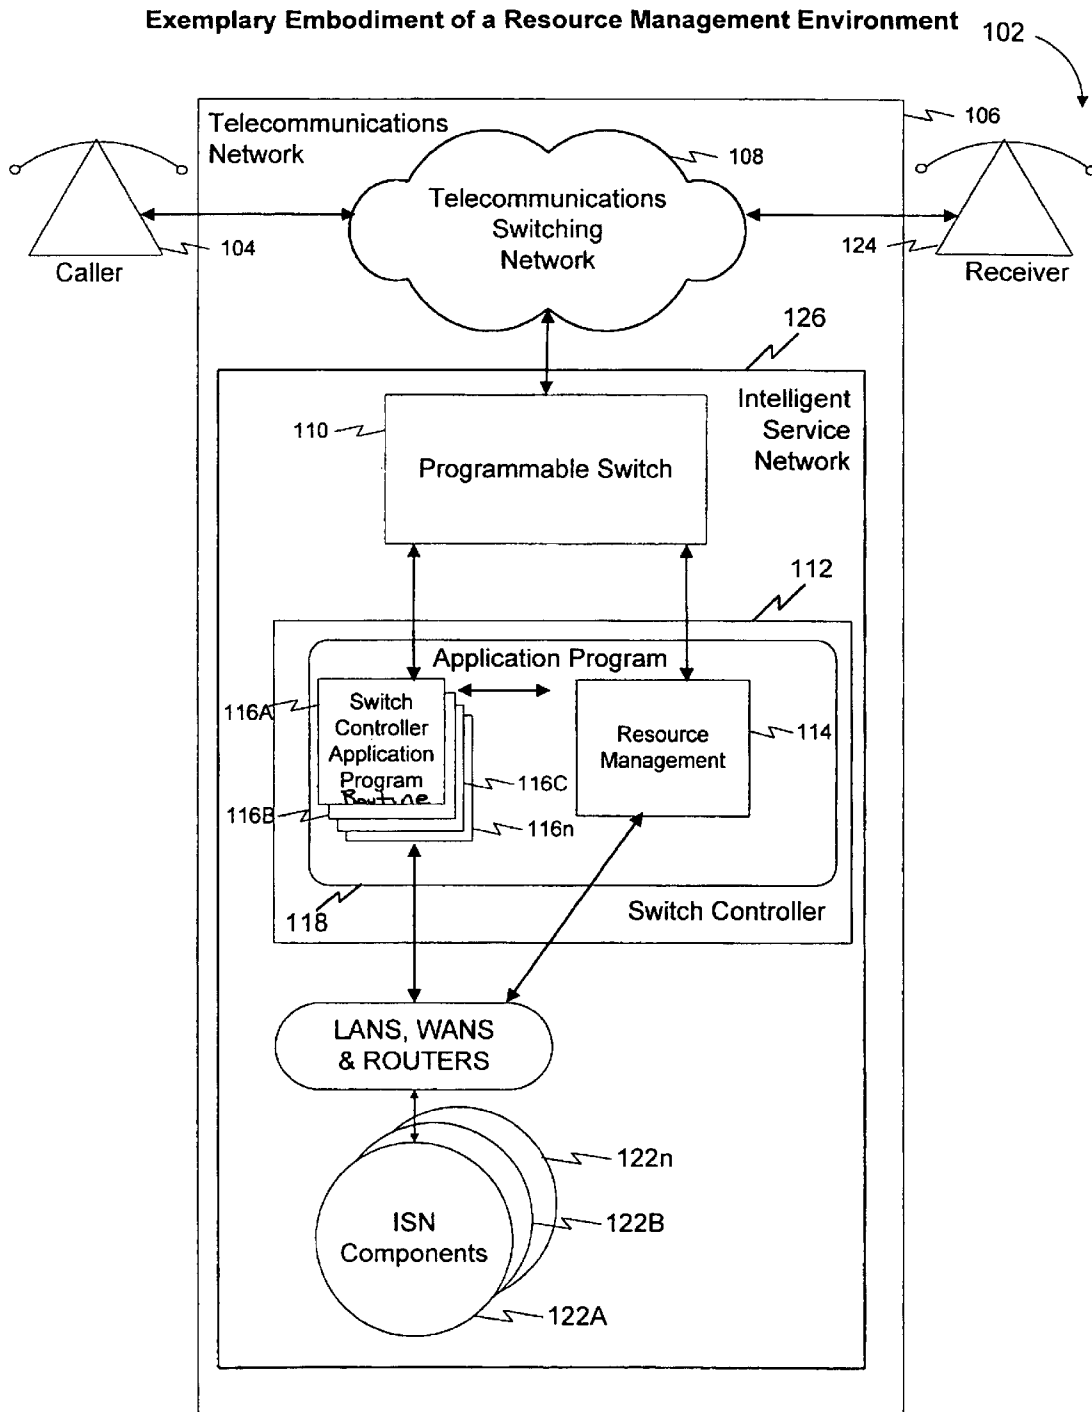 Exemplary Embodiment of a Resource Management Environment
102
Telecommunications
Network
106
108
Telecommunications
Switching
Network
104
Caller
124
Receiver
126
Intelligent
Service
Network
110
Programmable Switch
112
Application Program
116A
Switch
Controller
Application
Program
Routine
Resource
Management
114
116C
116B
116n
118
Switch Controller
LANS, WANS
& ROUTERS
122n
ISN
Components
122B
122A